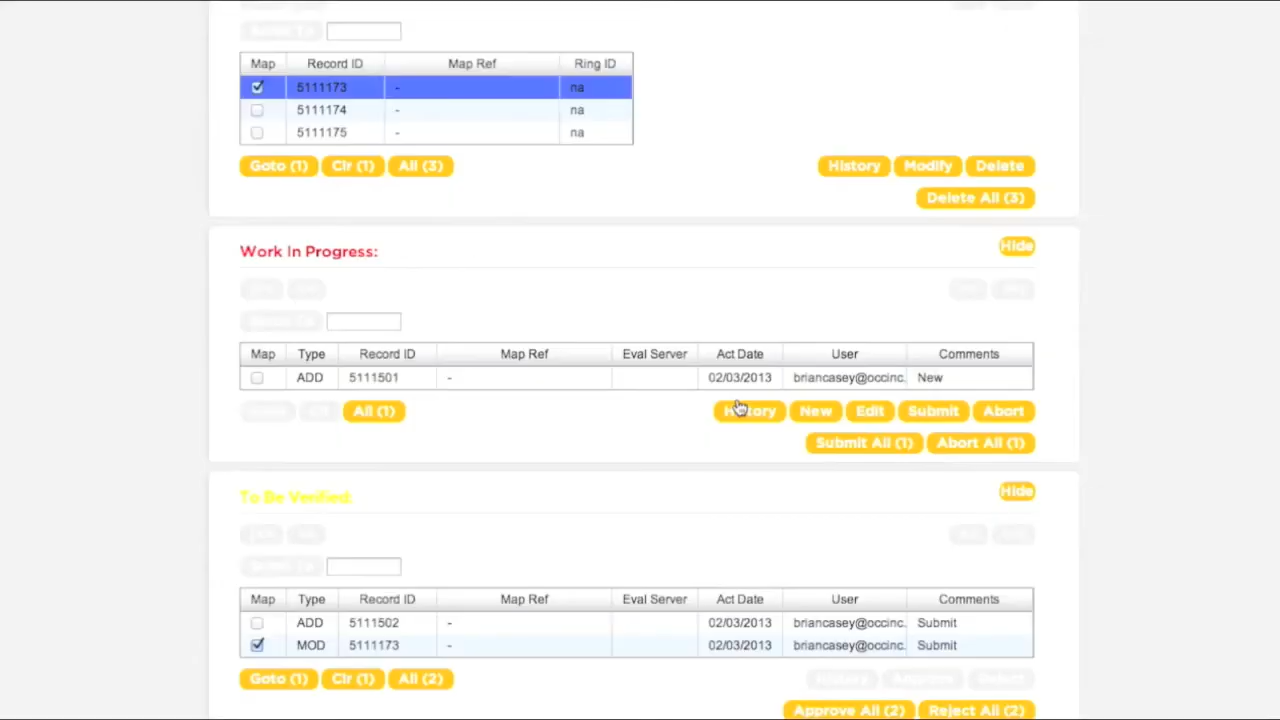 Map Record ID Map Ref Ring ID
5111173 - na
5111174 - na
5111175 - na
Goto (1) Clr (1) All (3) History Modify Delete
Delete All (3)
Work In Progress: Hide
Map Type Record ID Map Ref Eval Server Act Date User Comments
ADD 5111501 - 02/03/2013 briancasey@occinc. New
All (1) History New Edit Submit Abort
Submit All (1) Abort All (1)
To Be Verified: Hide
Map Type Record ID Map Ref Eval Server Act Date User Comments
ADD 5111502 - 02/03/2013 briancasey@occinc. Submit
MOD 5111173 - 02/03/2013 briancasey@occinc. Submit
Goto (1) Clr (1) All (2) History Approve Reject
Approve All (2) Reject All (2)